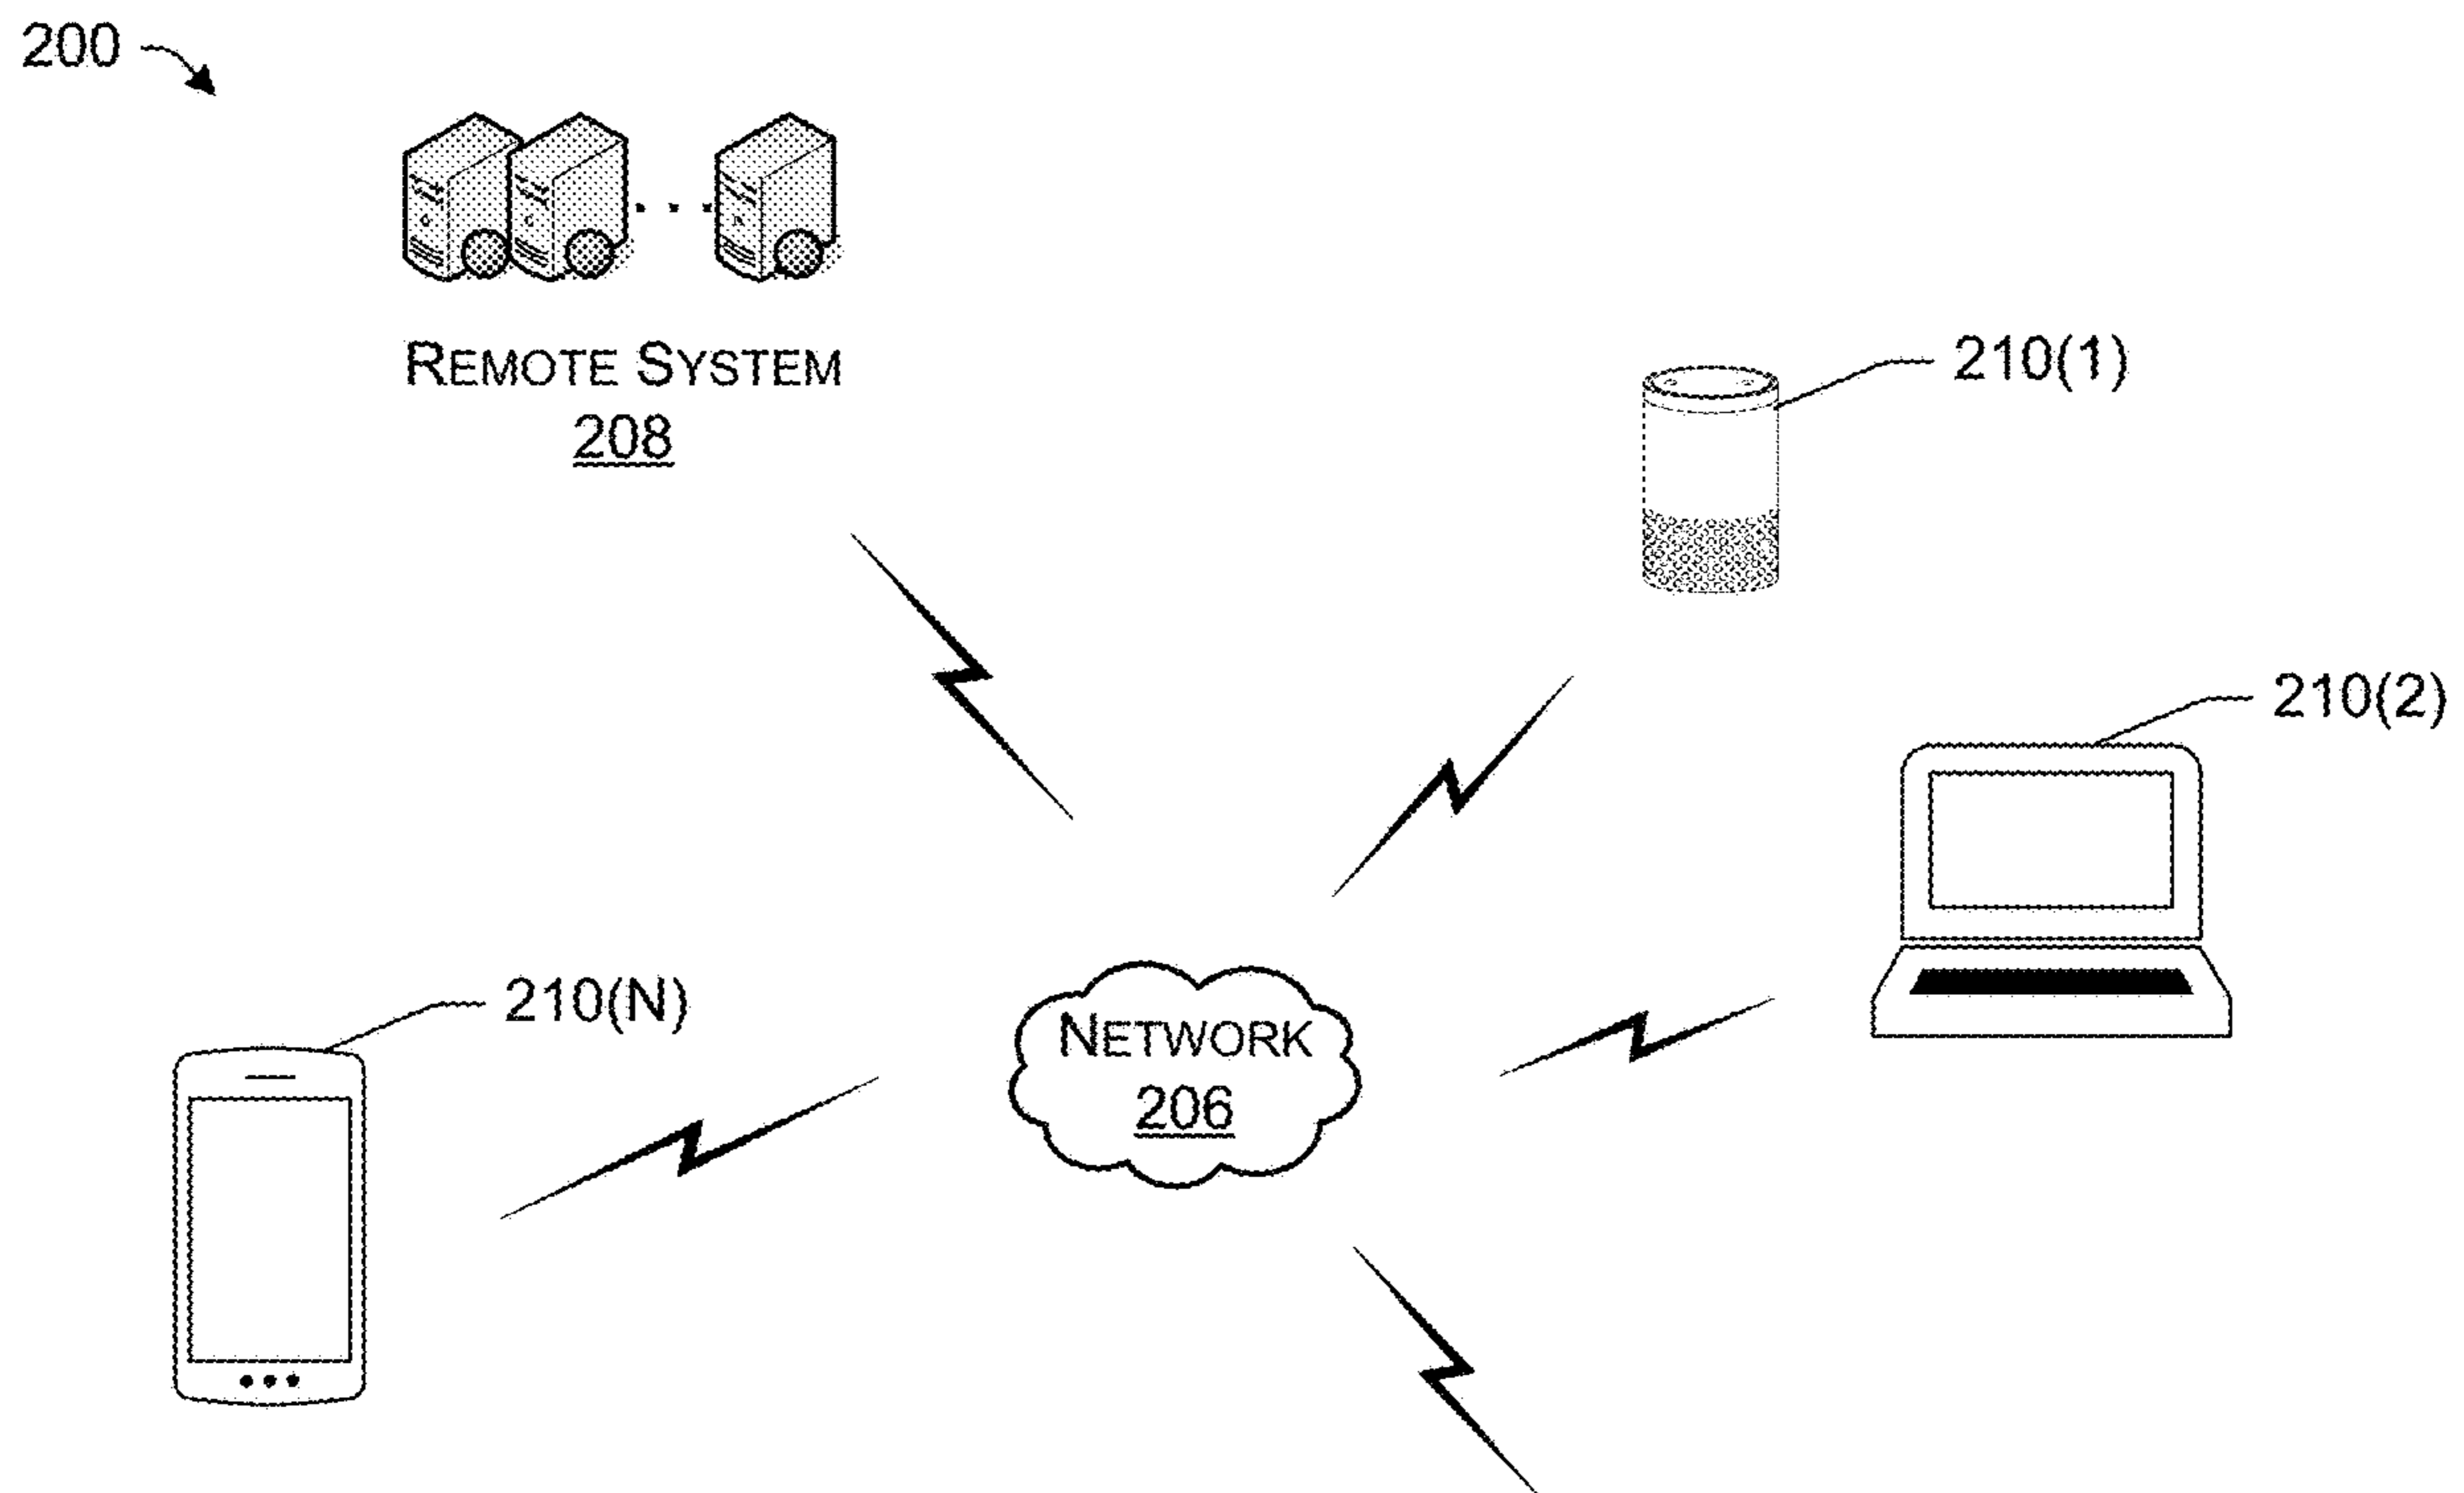 200
REMOTE SYSTEM
208
210(1)
210(2)
210(N)
NETWORK
206